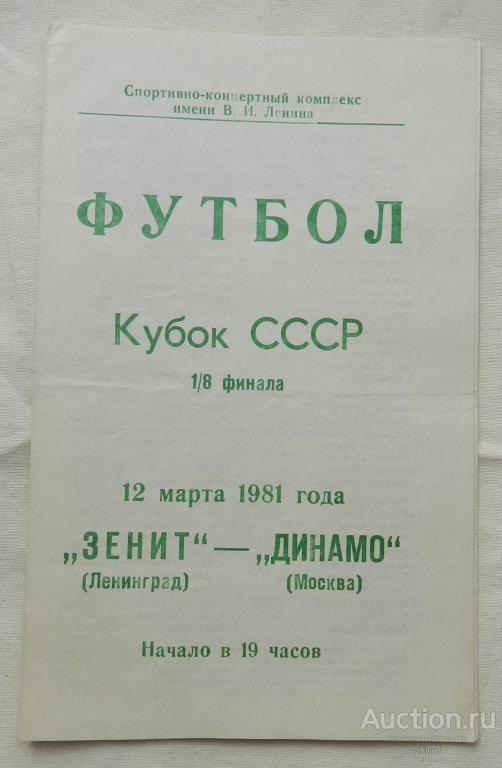 Спортивно-концертный комплекс
имени В. И. Ленина
ФУТБОЛ
Кубок СССР
1/8 финала
12 марта 1981 года
„ЗЕНИТ“ — „ДИНАМО“
(Ленинград) (Москва)
Начало в 19 часов
Auction.ru